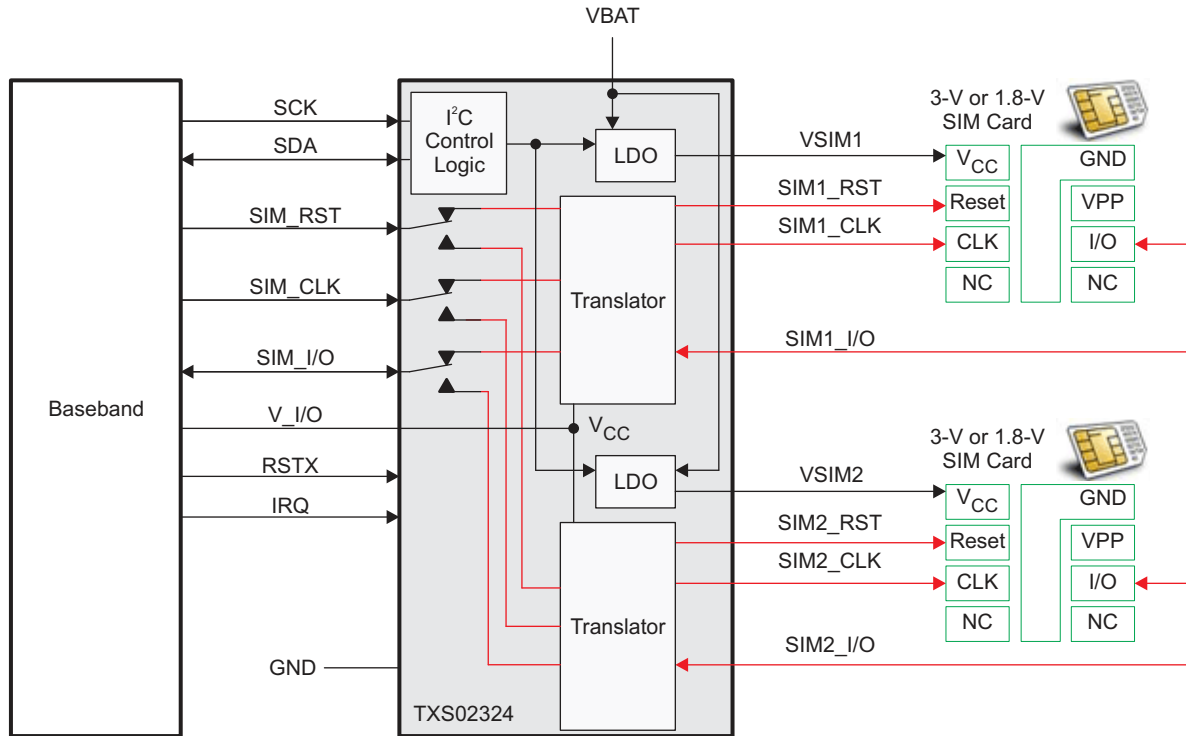 VBAT
SCK
SDA
SIM_RST
SIM_CLK
SIM_I/O
V_I/O
RSTX
IRQ
GND
Baseband
I²C
Control
Logic
LDO
Translator
VCC
LDO
Translator
TXS02324
VSIM1
SIM1_RST
SIM1_CLK
SIM1_I/O
3-V or 1.8-V
SIM Card
VCC
GND
Reset
VPP
CLK
I/O
NC
NC
VSIM2
SIM2_RST
SIM2_CLK
SIM2_I/O
3-V or 1.8-V
SIM Card
VCC
GND
Reset
VPP
CLK
I/O
NC
NC